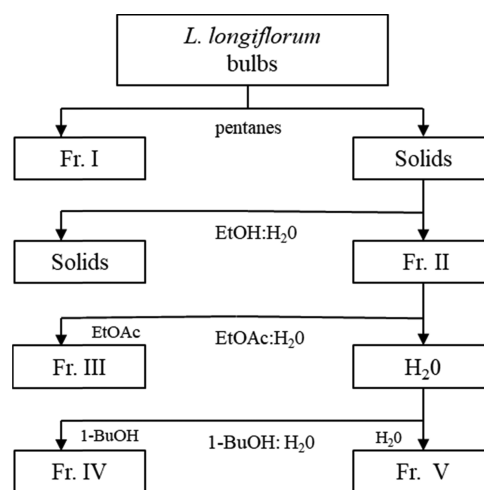 L. longiflorum
bulbs
pentanes
Fr. I
Solids
EtOH:H₂0
Solids
Fr. II
EtOAc
EtOAc:H₂0
Fr. III
H₂0
1-BuOH
1-BuOH: H₂0
H₂0
Fr. IV
Fr. V